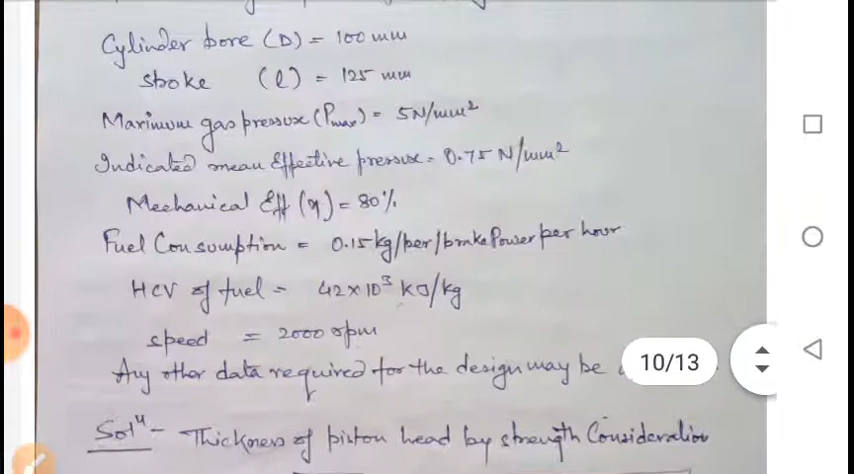 Cylinder bore (D) = 100 mm
stroke (l) = 125 mm
Maximum gas pressure (Pmax) = 5N/mm²
Indicated mean Effective pressure = 0.75 N/mm²
Mechanical Eff (η) = 80%
Fuel Consumption = 0.15kg/per/brake Power per hour
HCV of fuel = 42×10³ KJ/kg
speed = 2000 rpm
Any other data required for the design may be
10/13
Solⁿ - Thickness of piston head by strength Consideration